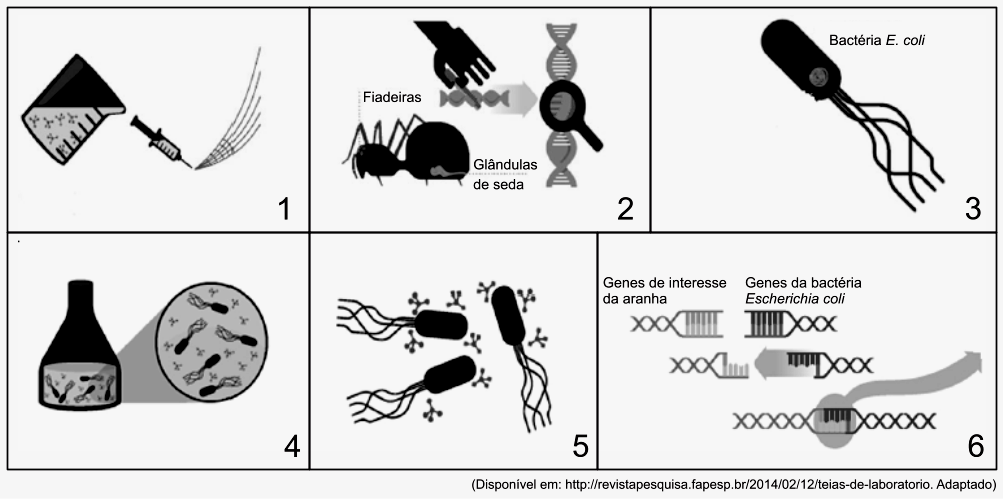 1
Fiadeiras
Glândulas
de seda
2
Bactéria E. coli
3
4
5
Genes de interesse
da aranha
Genes da bactéria
Escherichia coli
6
(Disponível em: http://revistapesquisa.fapesp.br/2014/02/12/teias-de-laboratorio. Adaptado)